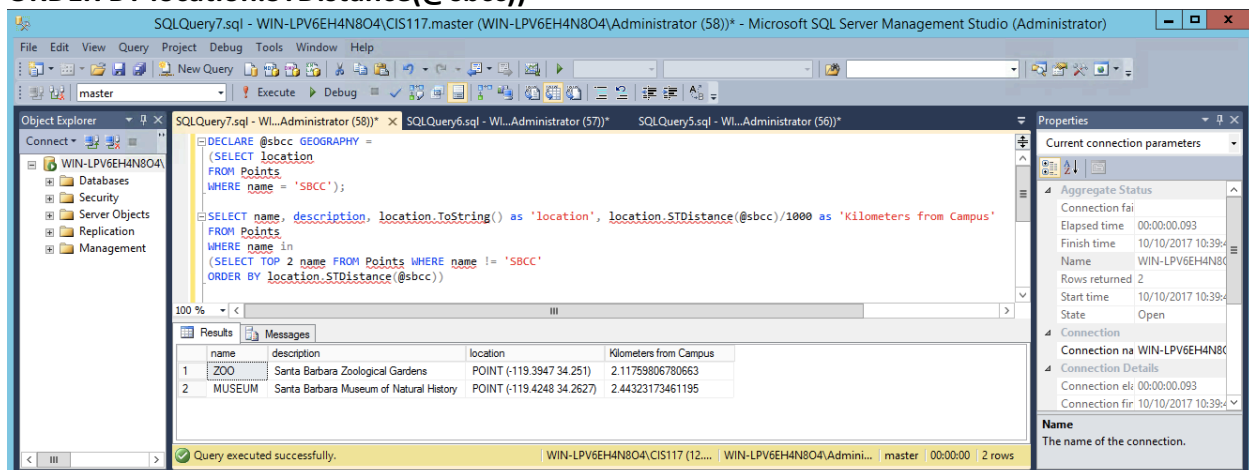 ORDER BY location.STDistance(@sbcc))
SQLQuery7.sql - WIN-LPV6EH4N8O4\CIS117.master (WIN-LPV6EH4N8O4\Administrator (58))* - Microsoft SQL Server Management Studio (Administrator)
File Edit View Query Project Debug Tools Window Help
New Query
master Execute Debug
Object Explorer
Connect
WIN-LPV6EH4N8O4\
Databases
Security
Server Objects
Replication
Management
SQLQuery7.sql - WI...Administrator (58))* SQLQuery6.sql - WI...Administrator (57))* SQLQuery5.sql - WI...Administrator (56))*
DECLARE @sbcc GEOGRAPHY =
(SELECT location
FROM Points
WHERE name = 'SBCC');
SELECT name, description, location.ToString() as 'location', location.STDistance(@sbcc)/1000 as 'Kilometers from Campus'
FROM Points
WHERE name in
(SELECT TOP 2 name FROM Points WHERE name != 'SBCC'
ORDER BY location.STDistance(@sbcc))
100 %
Results Messages
name description location Kilometers from Campus
1 ZOO Santa Barbara Zoological Gardens POINT (-119.3947 34.251) 2.11759806780663
2 MUSEUM Santa Barbara Museum of Natural History POINT (-119.4248 34.2627) 2.44323173461195
Query executed successfully. WIN-LPV6EH4N8O4\CIS117 (12.... WIN-LPV6EH4N8O4\Admini... master 00:00:00 2 rows
Properties
Current connection parameters
Aggregate Status
Connection fai
Elapsed time 00:00:00.093
Finish time 10/10/2017 10:39:4
Name WIN-LPV6EH4N8O
Rows returned 2
Start time 10/10/2017 10:39:4
State Open
Connection
Connection na WIN-LPV6EH4N8O
Connection Details
Connection ela 00:00:00.093
Connection fin 10/10/2017 10:39:4
Name
The name of the connection.